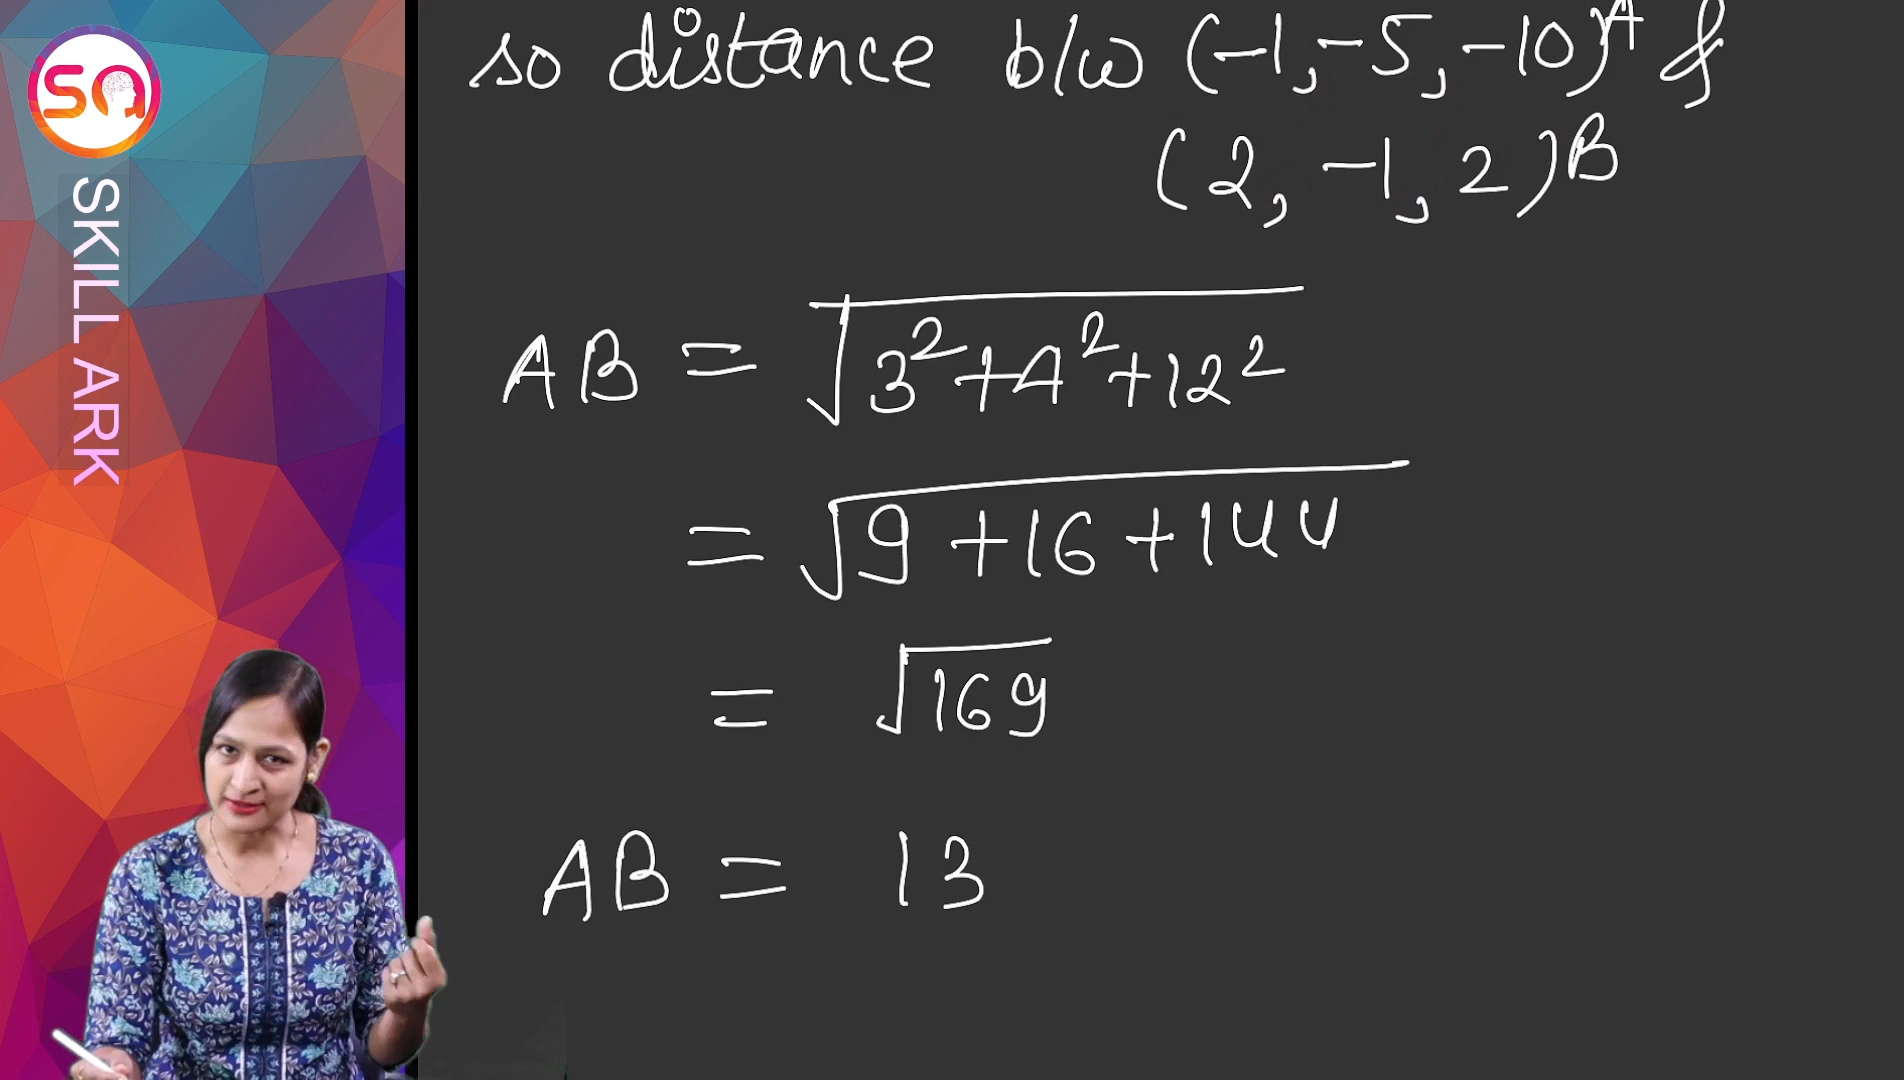 SA
SKILL ARK
so distance b/w (-1, -5, -10)A &
(2, -1, 2)B
AB = √3²+4²+12²
= √9+16+144
= √169
AB = 13